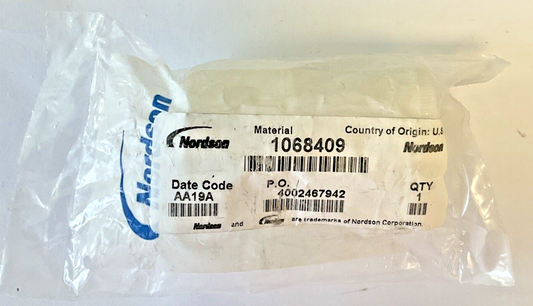 Nordson
Material Country of Origin: U.S
Nordson 1068409 Nordson
Date Code P.O. QTY
AA19A 4002467942 1
Nordson and are trademarks of Nordson Corporation.